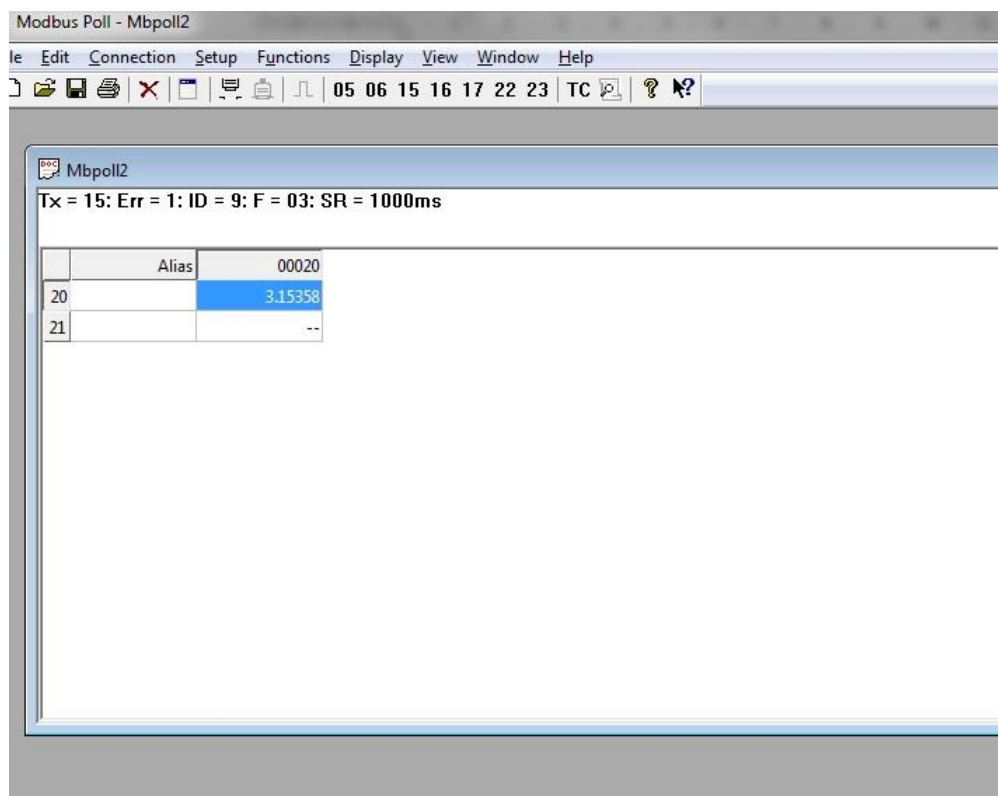 Modbus Poll - Mbpoll2
le Edit Connection Setup Functions Display View Window Help
05 06 15 16 17 22 23 TC
Mbpoll2
Tx = 15: Err = 1: ID = 9: F = 03: SR = 1000ms
Alias 00020
20 3.15358
21 --